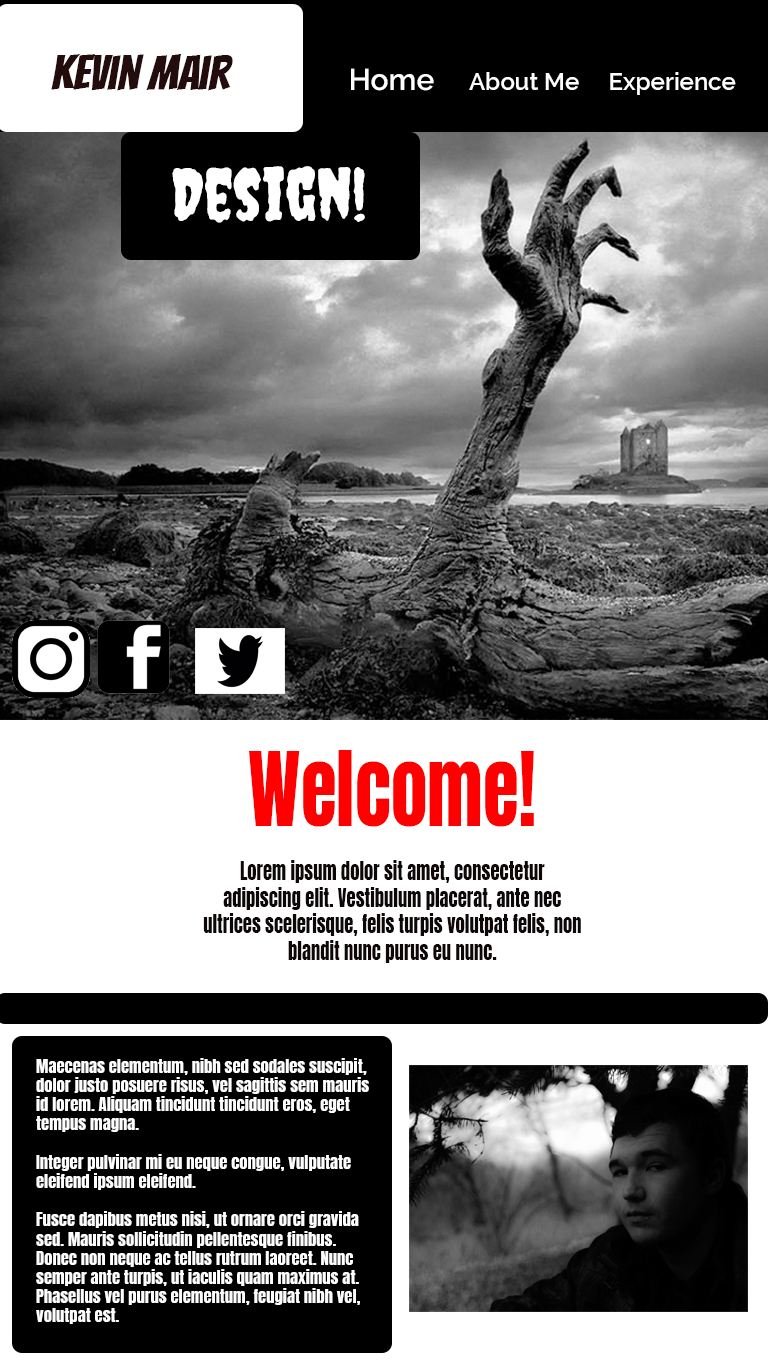 KEVIN MAIR
Home About Me Experience
DESIGN!
Welcome!
Lorem ipsum dolor sit amet, consectetur
adipiscing elit. Vestibulum placerat, ante nec
ultrices scelerisque, felis turpis volutpat felis, non
blandit nunc purus eu nunc.
Maecenas elementum, nibh sed sodales suscipit,
dolor justo posuere risus, vel sagittis sem mauris
id lorem. Aliquam tincidunt tincidunt eros, eget
tempus magna.
Integer pulvinar mi eu neque congue, vulputate
eleifend ipsum eleifend.
Fusce dapibus metus nisi, ut ornare orci gravida
sed. Mauris sollicitudin pellentesque finibus.
Donec non neque ac tellus rutrum laoreet. Nunc
semper ante turpis, ut iaculis quam maximus at.
Phasellus vel purus elementum, feugiat nibh vel,
volutpat est.